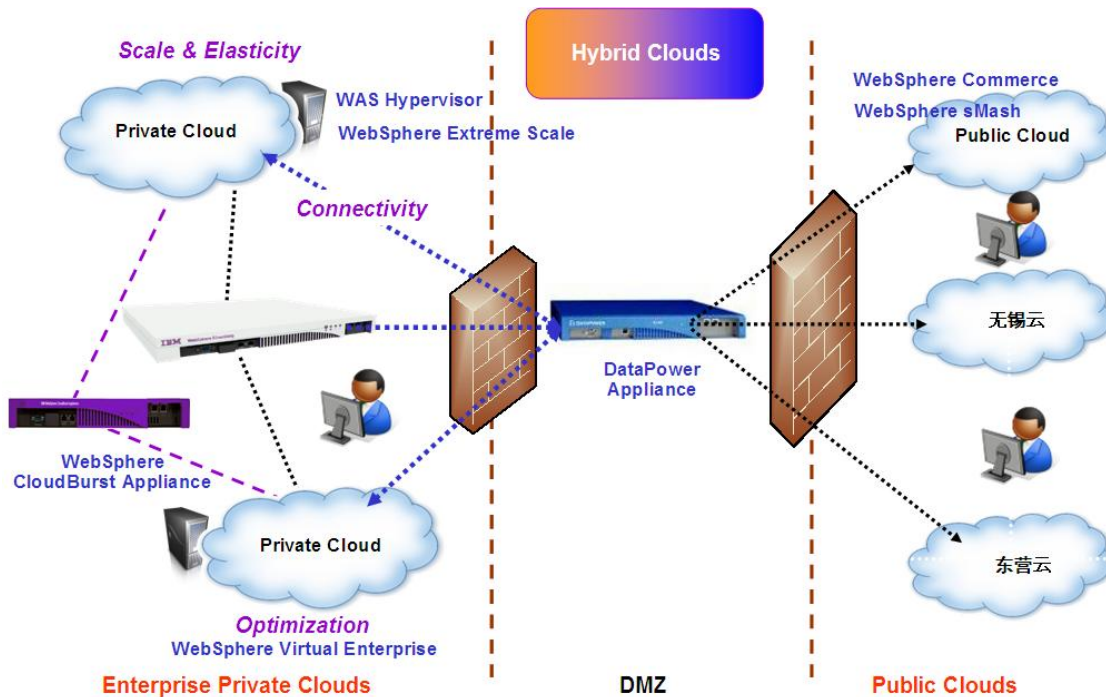 Hybrid Clouds
Scale & Elasticity
Private Cloud
WAS Hypervisor
WebSphere Extreme Scale
WebSphere Commerce
WebSphere sMash
Public Cloud
Connectivity
IBM
DATAPOWER
无锡云
DataPower
Appliance
WebSphere
CloudBurst Appliance
Private Cloud
东营云
Optimization
WebSphere Virtual Enterprise
Enterprise Private Clouds
DMZ
Public Clouds